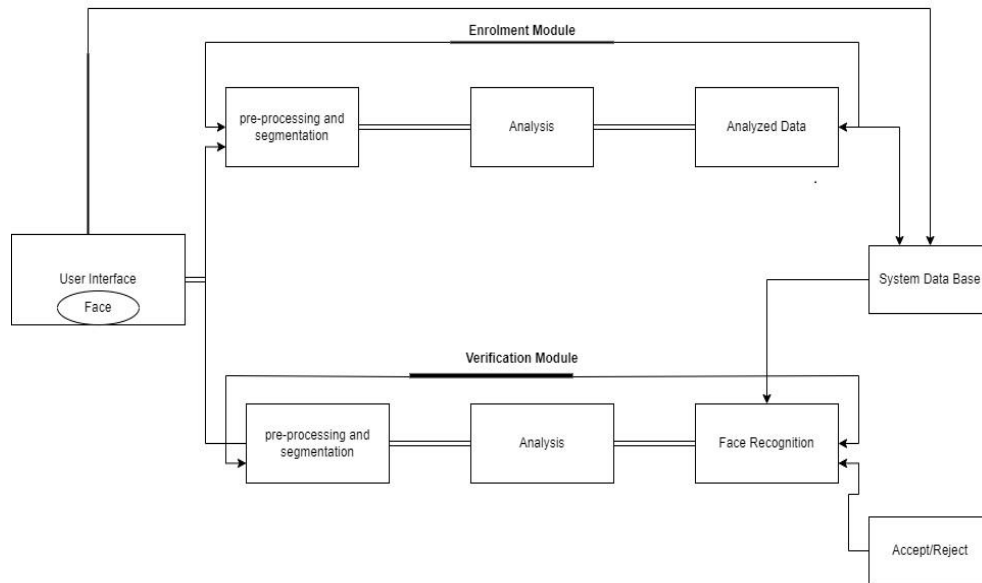 Enrolment Module
pre-processing and
segmentation
Analysis
Analyzed Data
User Interface
Face
System Data Base
Verification Module
pre-processing and
segmentation
Analysis
Face Recognition
Accept/Reject